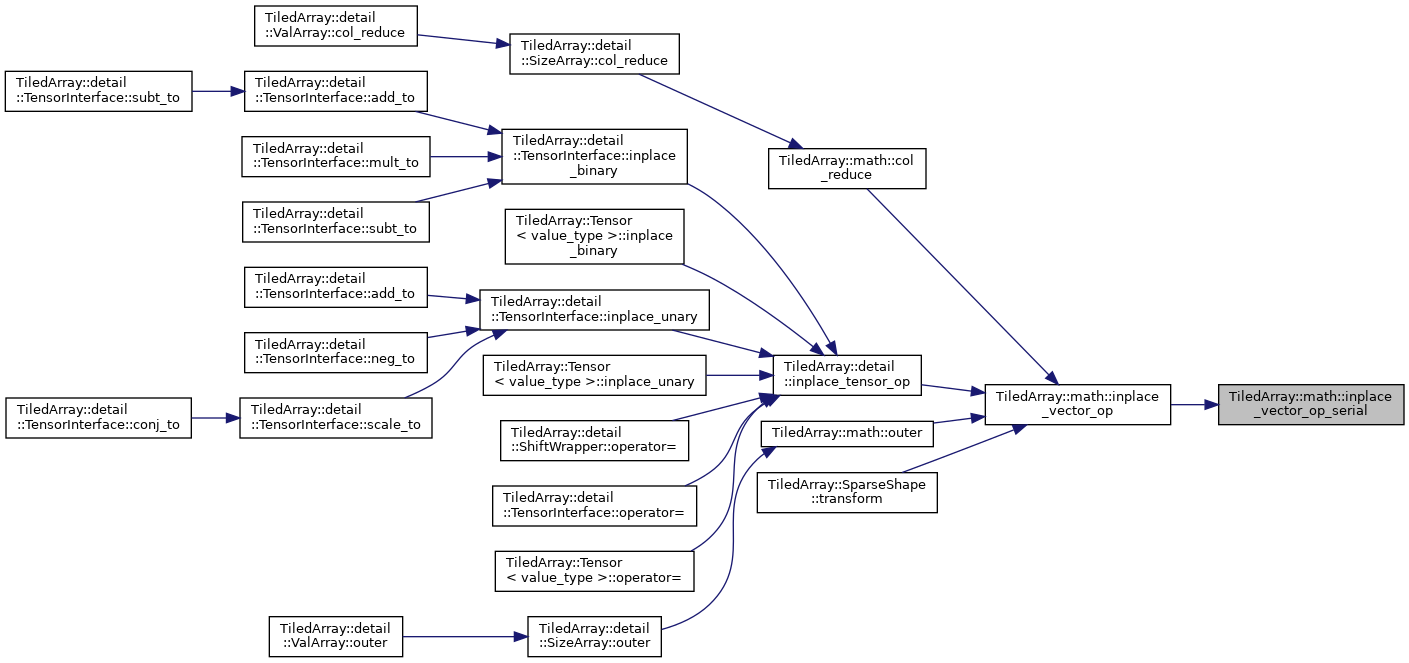 TiledArray::detail
::ValArray::col_reduce
TiledArray::detail
::SizeArray::col_reduce
TiledArray::detail
::TensorInterface::subt_to
TiledArray::detail
::TensorInterface::add_to
TiledArray::detail
::TensorInterface::inplace
_binary
TiledArray::detail
::TensorInterface::mult_to
TiledArray::math::col
_reduce
TiledArray::detail
::TensorInterface::subt_to
TiledArray::Tensor
< value_type >::inplace
_binary
TiledArray::detail
::TensorInterface::add_to
TiledArray::detail
::TensorInterface::inplace_unary
TiledArray::detail
::TensorInterface::neg_to
TiledArray::Tensor
< value_type >::inplace_unary
TiledArray::detail
::inplace_tensor_op
TiledArray::math::inplace
_vector_op
TiledArray::math::inplace
_vector_op_serial
TiledArray::detail
::TensorInterface::conj_to
TiledArray::detail
::TensorInterface::scale_to
TiledArray::detail
::ShiftWrapper::operator=
TiledArray::math::outer
TiledArray::SparseShape
::transform
TiledArray::detail
::TensorInterface::operator=
TiledArray::Tensor
< value_type >::operator=
TiledArray::detail
::ValArray::outer
TiledArray::detail
::SizeArray::outer